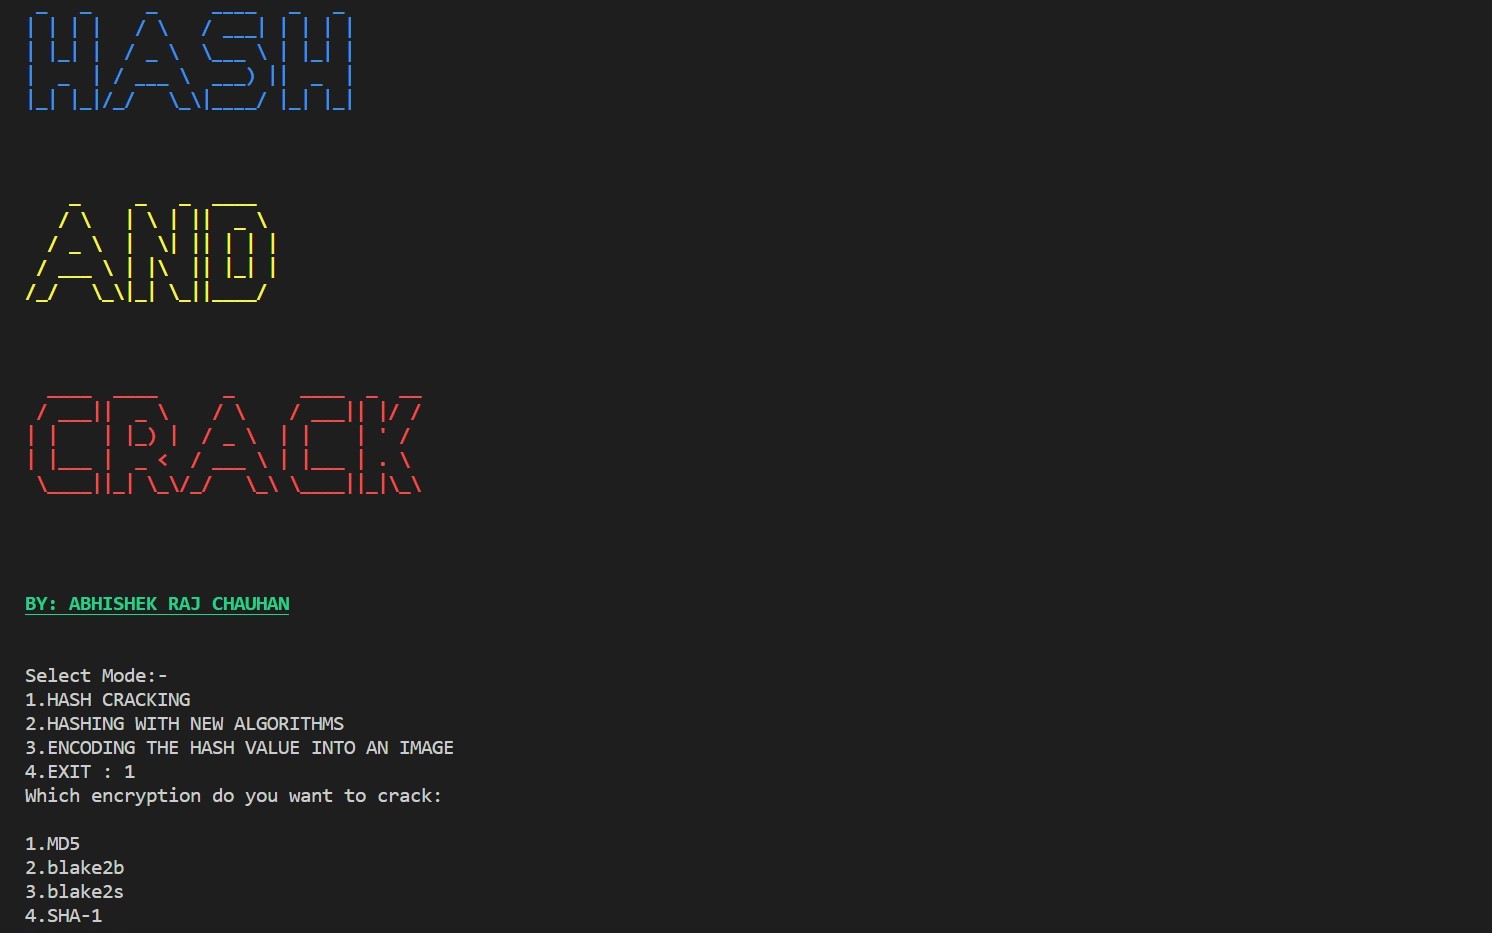 HASH
AND
CRACK
BY: ABHISHEK RAJ CHAUHAN
Select Mode:-
1.HASH CRACKING
2.HASHING WITH NEW ALGORITHMS
3.ENCODING THE HASH VALUE INTO AN IMAGE
4.EXIT : 1
Which encryption do you want to crack:
1.MD5
2.blake2b
3.blake2s
4.SHA-1